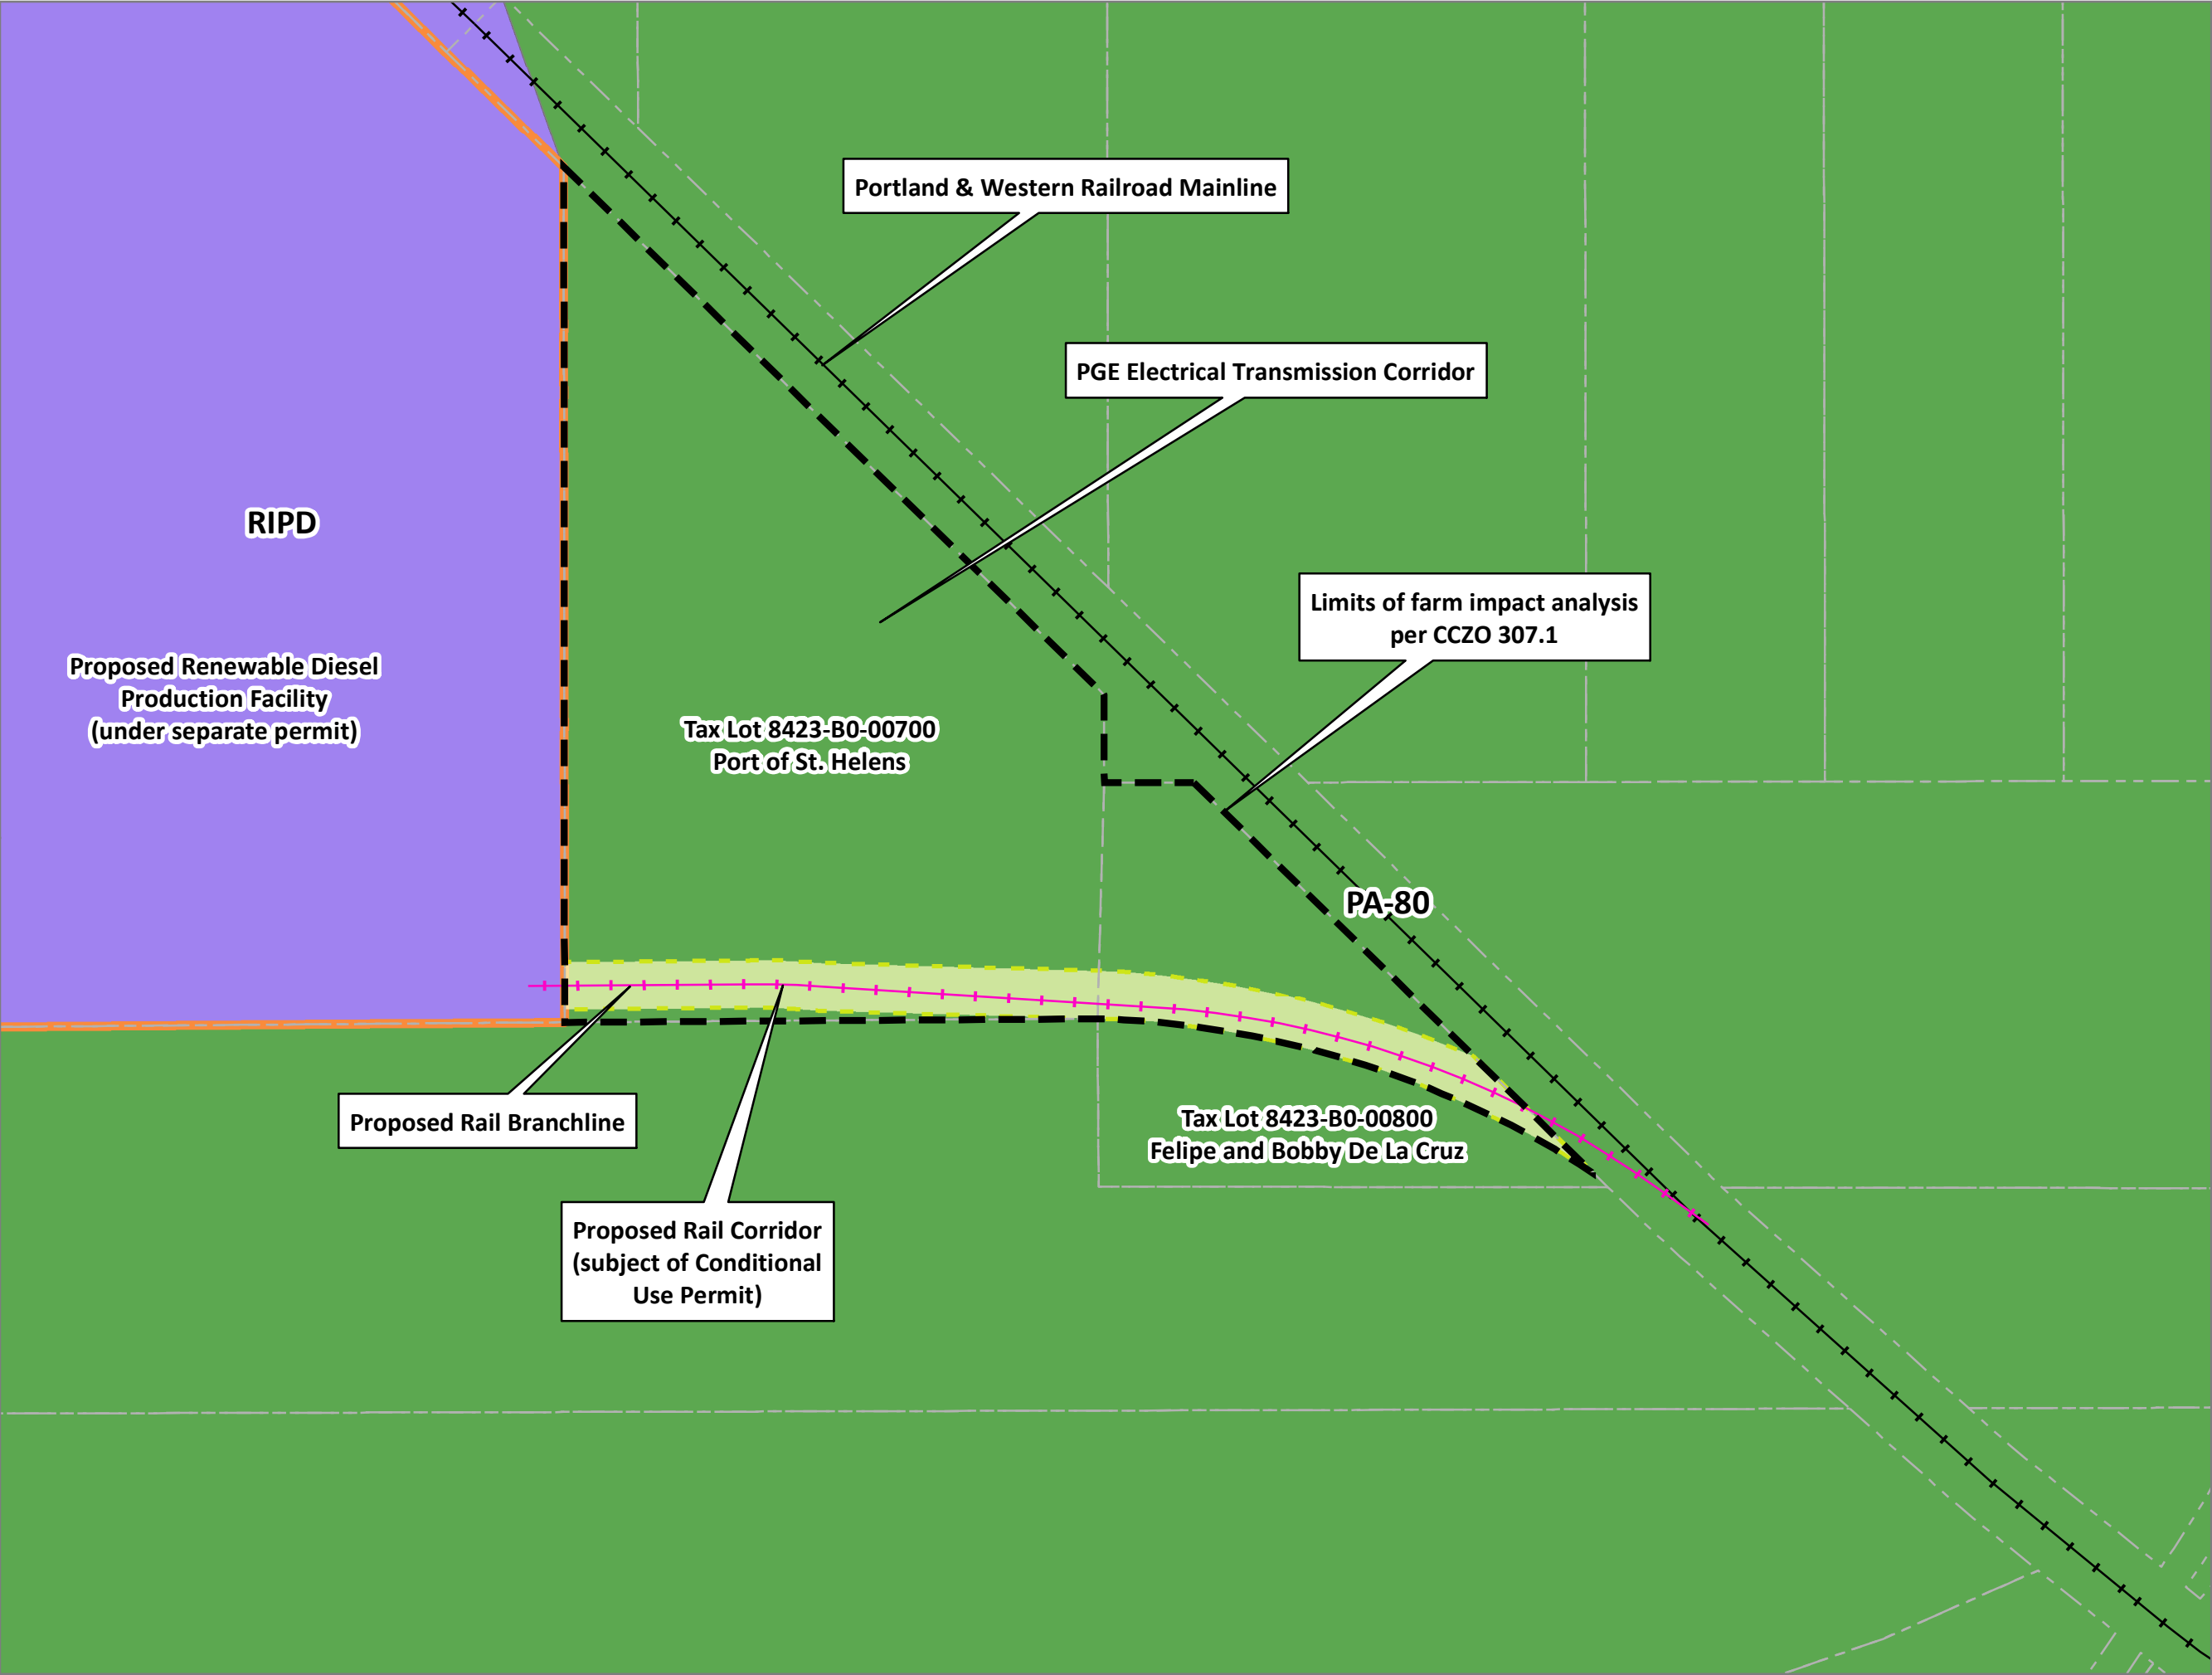 Portland & Western Railroad Mainline
PGE Electrical Transmission Corridor
RIPD
Limits of farm impact analysis
per CCZO 307.1
Proposed Renewable Diesel
Production Facility
(under separate permit)
Tax Lot 8423-B0-00700
Port of St. Helens
PA-80
Proposed Rail Branchline
Tax Lot 8423-B0-00800
Felipe and Bobby De La Cruz
Proposed Rail Corridor
(subject of Conditional
Use Permit)